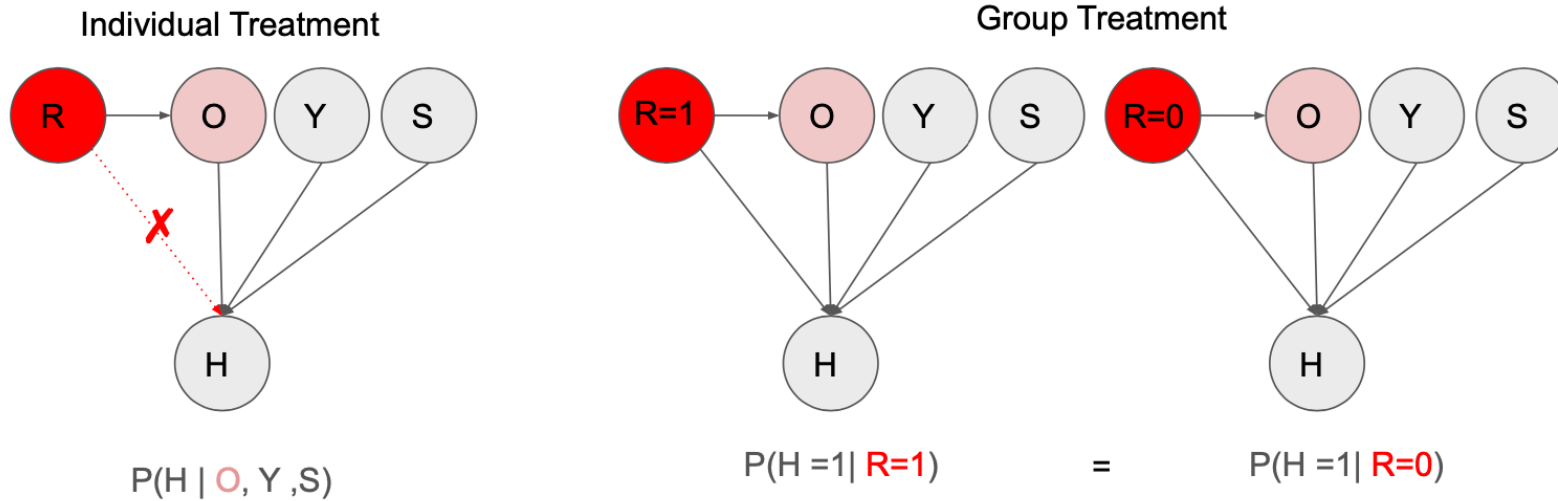 Individual Treatment
Group Treatment
R O Y S
R=1 O Y S
R=0 O Y S
H
H
H
P(H | O, Y ,S)
P(H =1| R=1) = P(H =1| R=0)